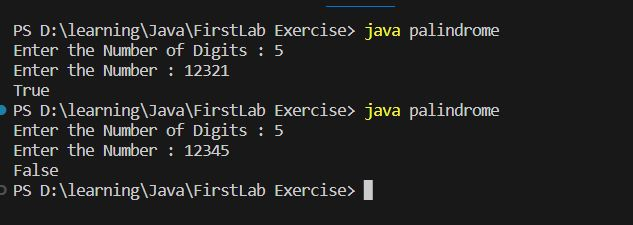 PS D:\learning\Java\FirstLab Exercise> java palindrome
Enter the Number of Digits : 5
Enter the Number : 12321
True
PS D:\learning\Java\FirstLab Exercise> java palindrome
Enter the Number of Digits : 5
Enter the Number : 12345
False
PS D:\learning\Java\FirstLab Exercise>